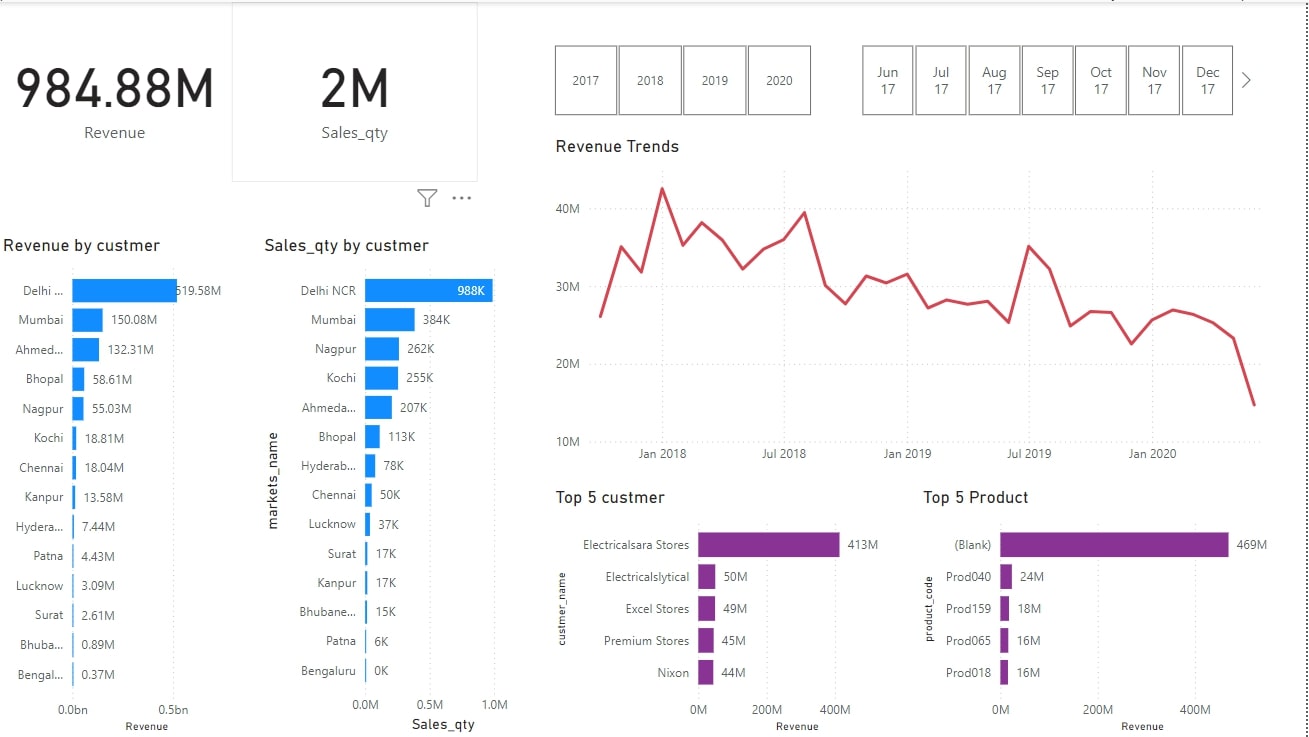 984.88M
Revenue
2M
Sales_qty
2017 2018 2019 2020
Jun 17 Jul 17 Aug 17 Sep 17 Oct 17 Nov 17 Dec 17
Revenue by custmer
Delhi ... 519.58M
Mumbai 150.08M
Ahmed... 132.31M
Bhopal 58.61M
Nagpur 55.03M
Kochi 18.81M
Chennai 18.04M
Kanpur 13.58M
Hydera... 7.44M
Patna 4.43M
Lucknow 3.09M
Surat 2.61M
Bhuba... 0.89M
Bengal... 0.37M
0.0bn 0.5bn
Revenue
Sales_qty by custmer
markets_name
Delhi NCR 988K
Mumbai 384K
Nagpur 262K
Kochi 255K
Ahmeda... 207K
Bhopal 113K
Hyderab... 78K
Chennai 50K
Lucknow 37K
Surat 17K
Kanpur 17K
Bhubane... 15K
Patna 6K
Bengaluru 0K
0.0M 0.5M 1.0M
Sales_qty
Revenue Trends
40M
30M
20M
10M
Jan 2018 Jul 2018 Jan 2019 Jul 2019 Jan 2020
Top 5 custmer
custmer_name
Electricalsara Stores 413M
Electricalslytical 50M
Excel Stores 49M
Premium Stores 45M
Nixon 44M
0M 200M 400M
Revenue
Top 5 Product
product_code
(Blank) 469M
Prod040 24M
Prod159 18M
Prod065 16M
Prod018 16M
0M 200M 400M
Revenue